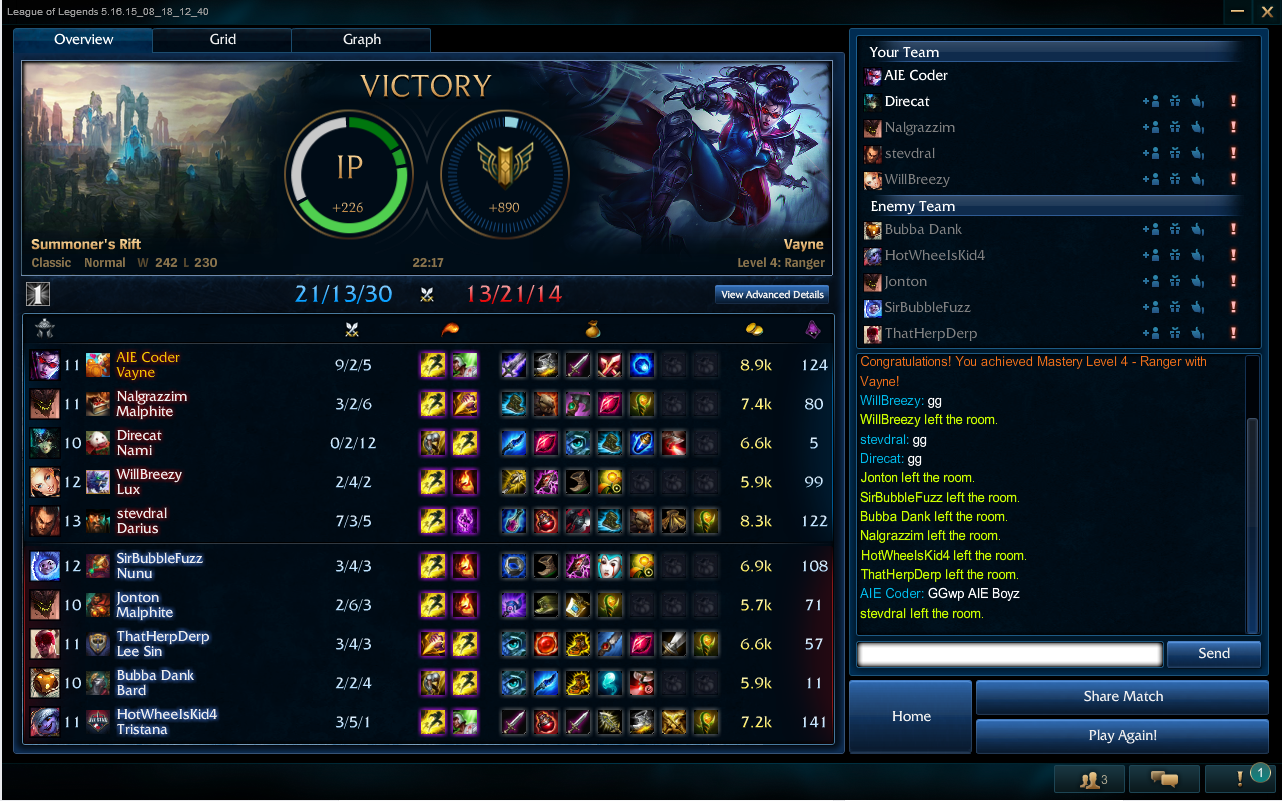 League of Legends 5.16.15_08_18_12_40
Overview Grid Graph
VICTORY
IP
+226
+890
Summoner's Rift
Classic Normal W 242 L 230
22:17
Vayne
Level 4: Ranger
1
21/13/30
13/21/14
View Advanced Details
11 AIE Coder 9/2/5 8.9k 124
Vayne
11 Nalgrazzim 3/2/6 7.4k 80
Malphite
10 Direcat 0/2/12 6.6k 5
Nami
12 WillBreezy 2/4/2 5.9k 99
Lux
13 stevdral 7/3/5 8.3k 122
Darius
12 SirBubbleFuzz 3/4/3 6.9k 108
Nunu
10 Jonton 2/6/3 5.7k 71
Malphite
11 ThatHerpDerp 3/4/3 6.6k 57
Lee Sin
10 Bubba Dank 2/2/4 5.9k 11
Bard
11 HotWheelsKid4 3/5/1 7.2k 141
Tristana
Your Team
AIE Coder
Direcat
Nalgrazzim
stevdral
WillBreezy
Enemy Team
Bubba Dank
HotWheelsKid4
Jonton
SirBubbleFuzz
ThatHerpDerp
Congratulations! You achieved Mastery Level 4 - Ranger with
Vayne!
WillBreezy: gg
WillBreezy left the room.
stevdral: gg
Direcat: gg
Jonton left the room.
SirBubbleFuzz left the room.
Bubba Dank left the room.
Nalgrazzim left the room.
HotWheelsKid4 left the room.
ThatHerpDerp left the room.
AIE Coder: GGwp AIE Boyz
stevdral left the room.
Send
Home
Share Match
Play Again!
3
1